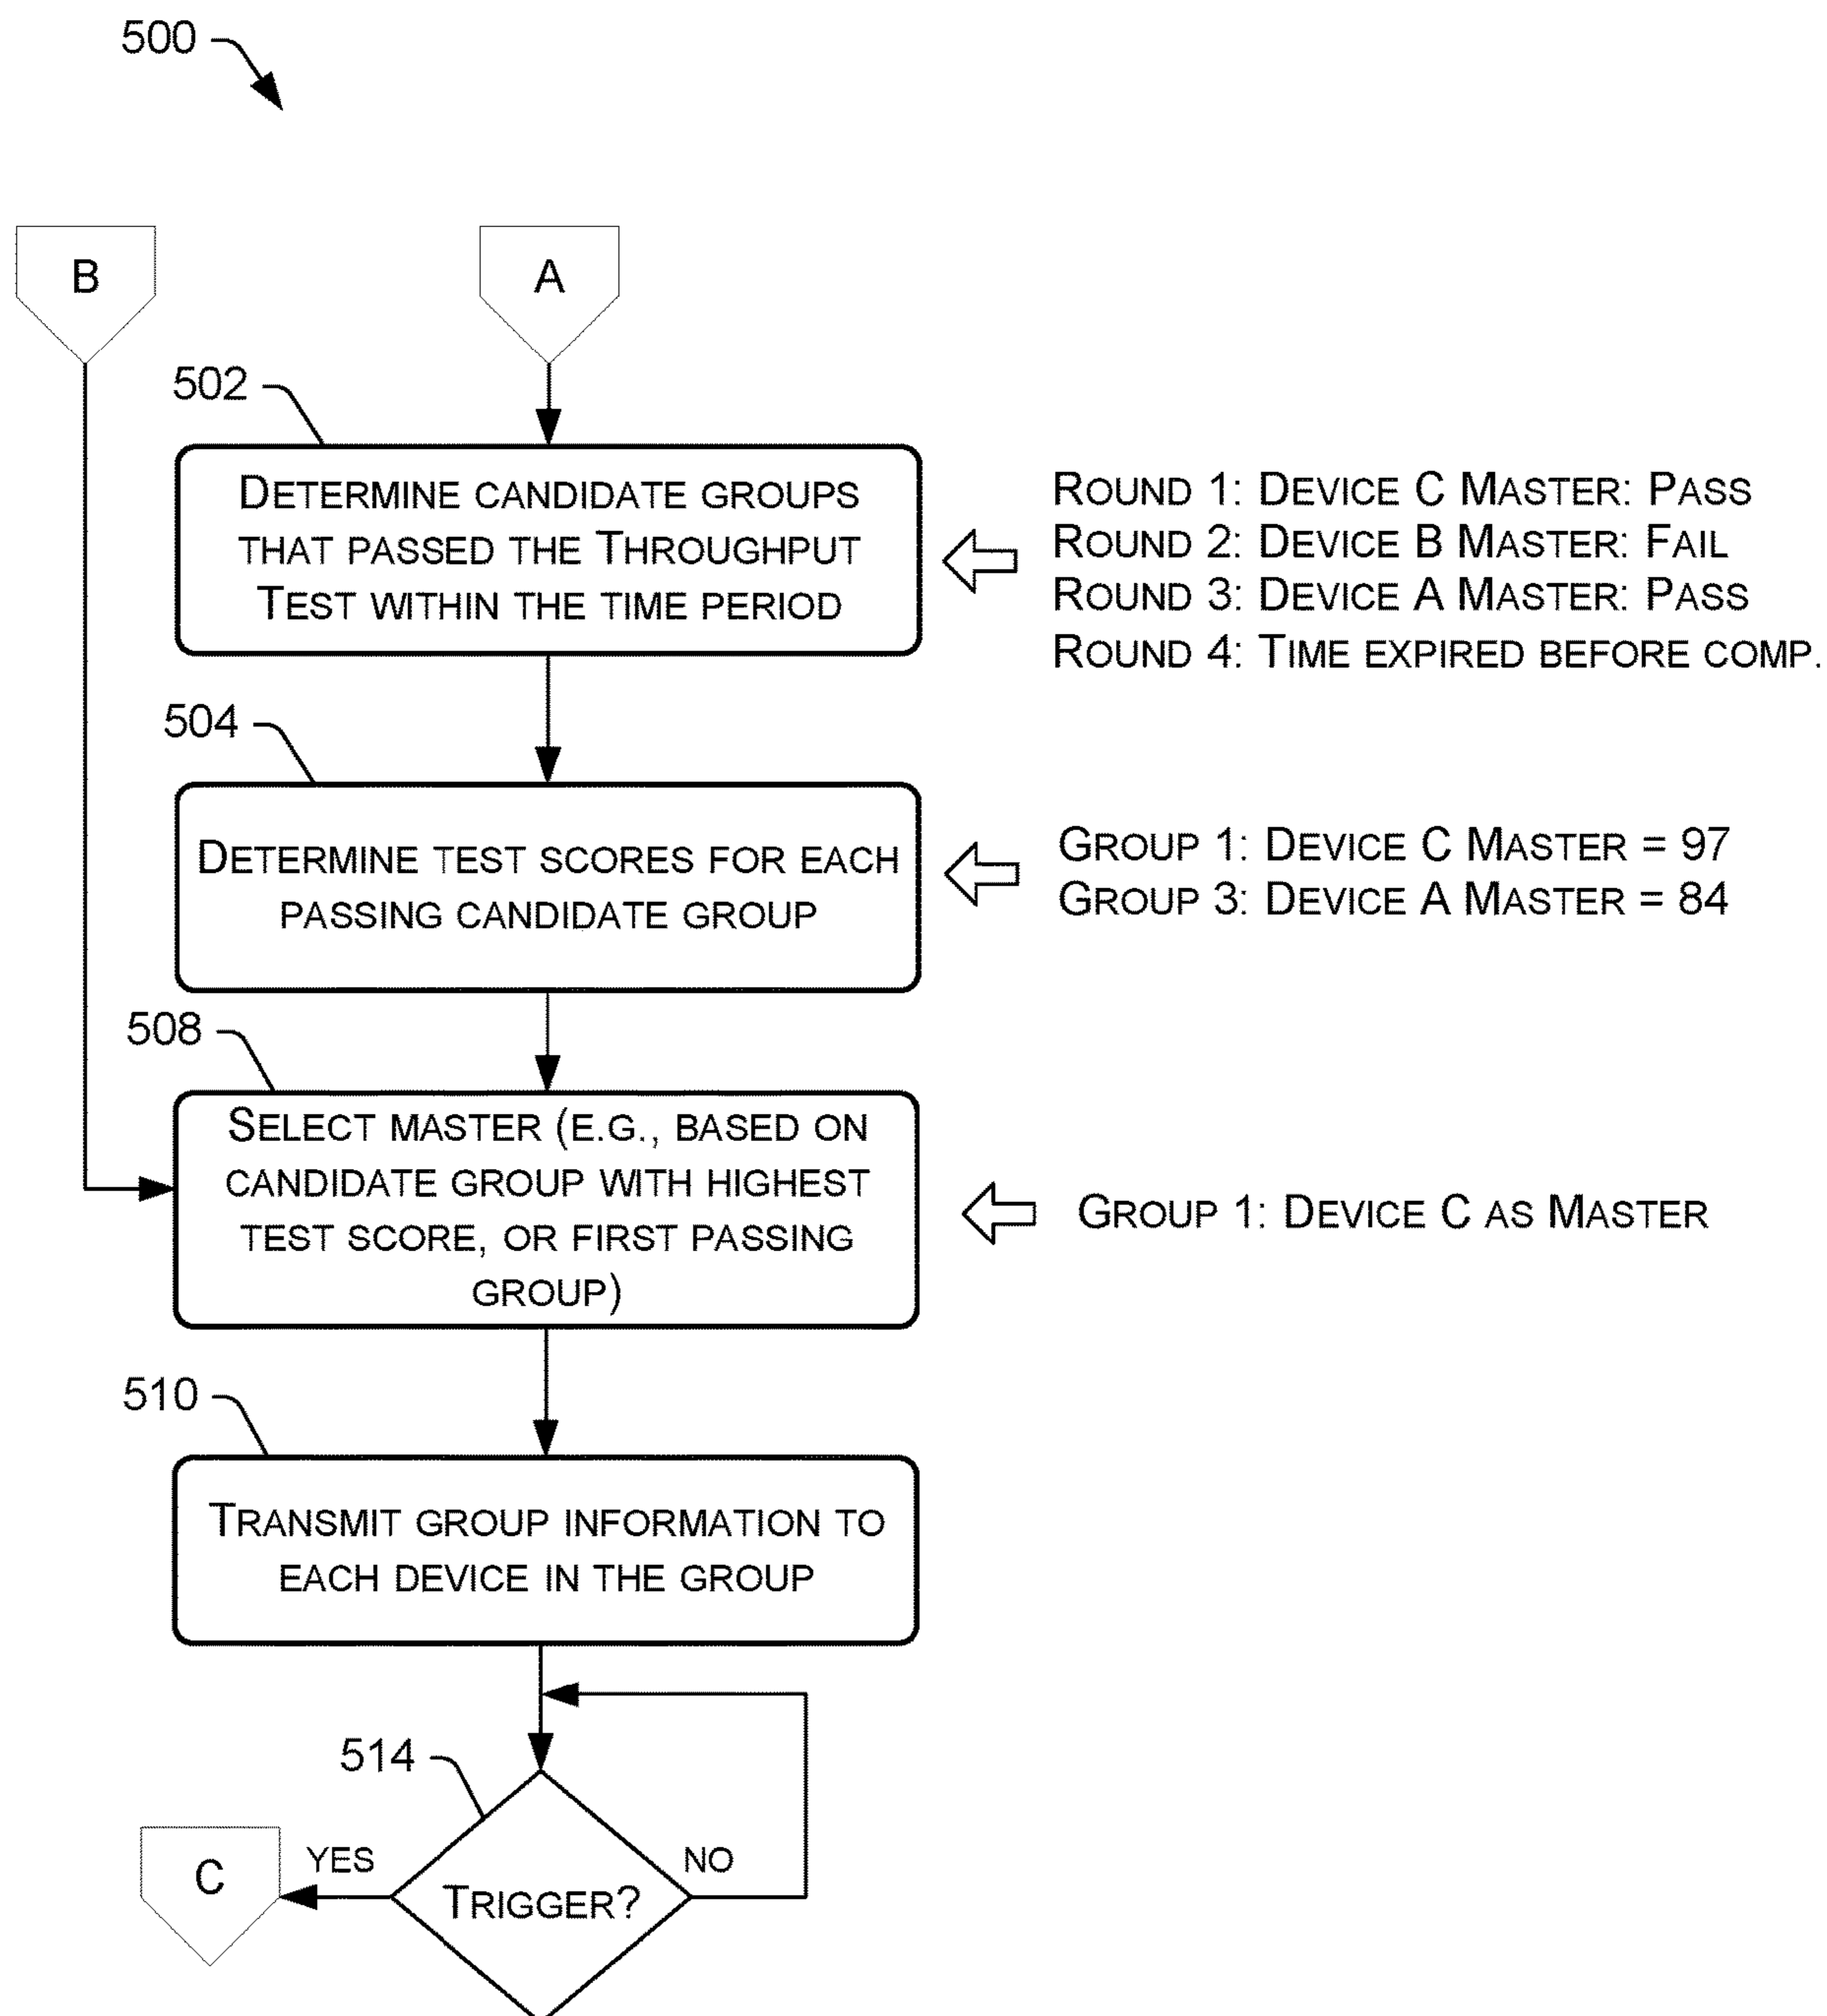 500
B
A
502
DETERMINE CANDIDATE GROUPS
THAT PASSED THE THROUGHPUT
TEST WITHIN THE TIME PERIOD
ROUND 1: DEVICE C MASTER: PASS
ROUND 2: DEVICE B MASTER: FAIL
ROUND 3: DEVICE A MASTER: PASS
ROUND 4: TIME EXPIRED BEFORE COMP.
504
DETERMINE TEST SCORES FOR EACH
PASSING CANDIDATE GROUP
GROUP 1: DEVICE C MASTER = 97
GROUP 3: DEVICE A MASTER = 84
508
SELECT MASTER (E.G., BASED ON
CANDIDATE GROUP WITH HIGHEST
TEST SCORE, OR FIRST PASSING
GROUP)
GROUP 1: DEVICE C AS MASTER
510
TRANSMIT GROUP INFORMATION TO
EACH DEVICE IN THE GROUP
514
C
YES
TRIGGER?
NO